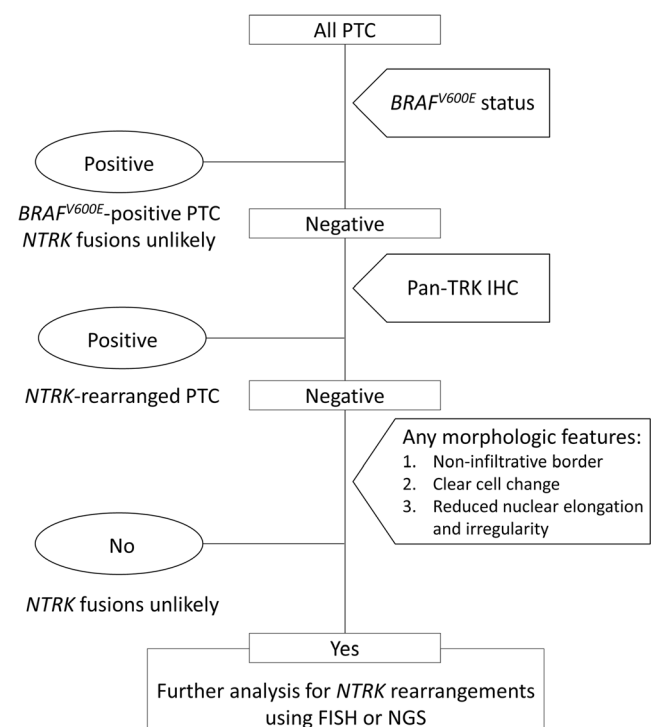 All PTC
BRAFV600E status
Positive
BRAFV600E-positive PTC
NTRK fusions unlikely
Negative
Pan-TRK IHC
Positive
NTRK-rearranged PTC
Negative
Any morphologic features:
1. Non-infiltrative border
2. Clear cell change
3. Reduced nuclear elongation
and irregularity
No
NTRK fusions unlikely
Yes
Further analysis for NTRK rearrangements
using FISH or NGS